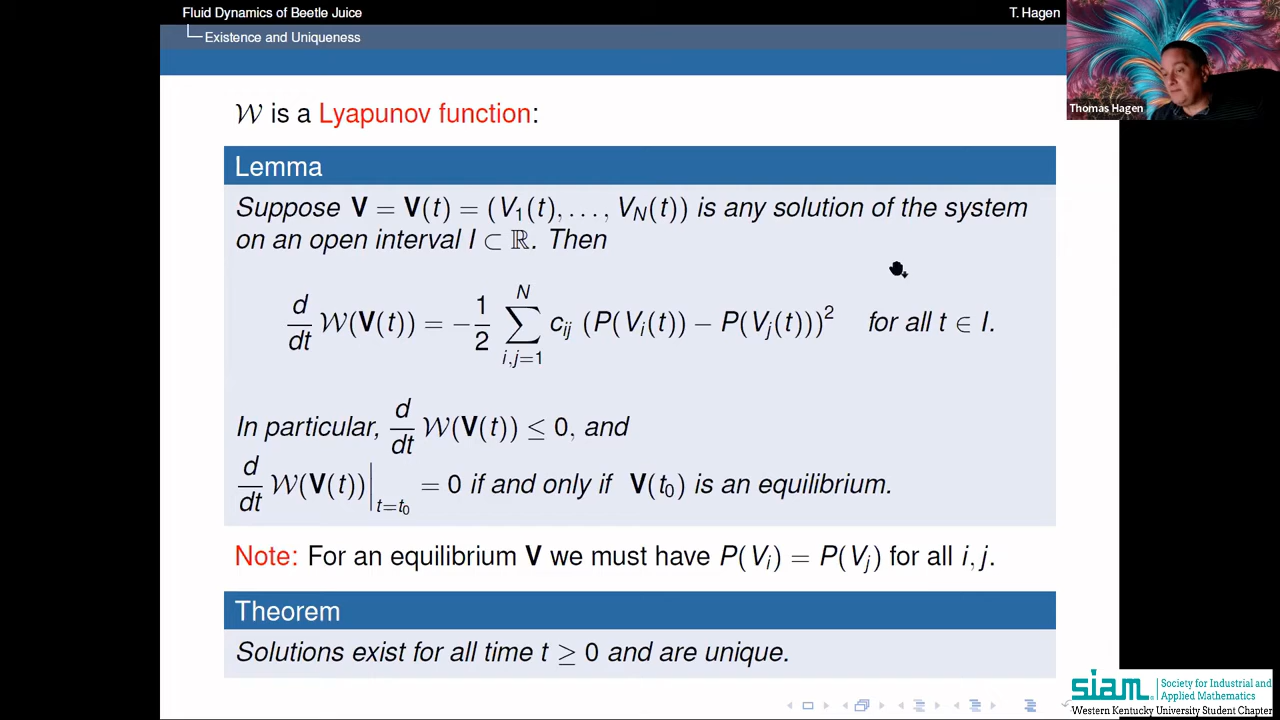 Fluid Dynamics of Beetle Juice
T. Hagen
Existence and Uniqueness
Thomas Hagen
𝒲 is a Lyapunov function:
Lemma
Suppose V = V(t) = (V₁(t), . . . , V_N(t)) is any solution of the system
on an open interval I ⊂ ℝ. Then
d/dt 𝒲(V(t)) = −1/2 ∑_{i,j=1}^{N} c_{ij} (P(V_i(t)) − P(V_j(t)))² for all t ∈ I.
In particular, d/dt 𝒲(V(t)) ≤ 0, and
d/dt 𝒲(V(t))|_{t=t₀} = 0 if and only if V(t₀) is an equilibrium.
Note: For an equilibrium V we must have P(V_i) = P(V_j) for all i, j.
Theorem
Solutions exist for all time t ≥ 0 and are unique.
siam. Society for Industrial and
Applied Mathematics
Western Kentucky University Student Chapter